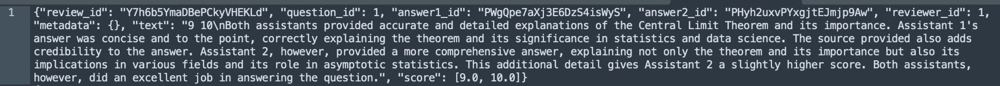 1 {"review_id": "Y7h6b5YmaDBePCkyVHEKLd", "question_id": 1, "answer1_id": "PWgQpe7aXj3E6DzS4isWyS", "answer2_id": "PHyh2uxvPYxgjtEJmjp9Aw", "reviewer_id": 1,
"metadata": {}, "text": "9 10\nBoth assistants provided accurate and detailed explanations of the Central Limit Theorem and its importance. Assistant 1's
answer was concise and to the point, correctly explaining the theorem and its significance in statistics and data science. The source provided also adds
credibility to the answer. Assistant 2, however, provided a more comprehensive answer, explaining not only the theorem and its importance but also its
implications in various fields and its role in asymptotic statistics. This additional detail gives Assistant 2 a slightly higher score. Both assistants,
however, did an excellent job in answering the question.", "score": [9.0, 10.0]}